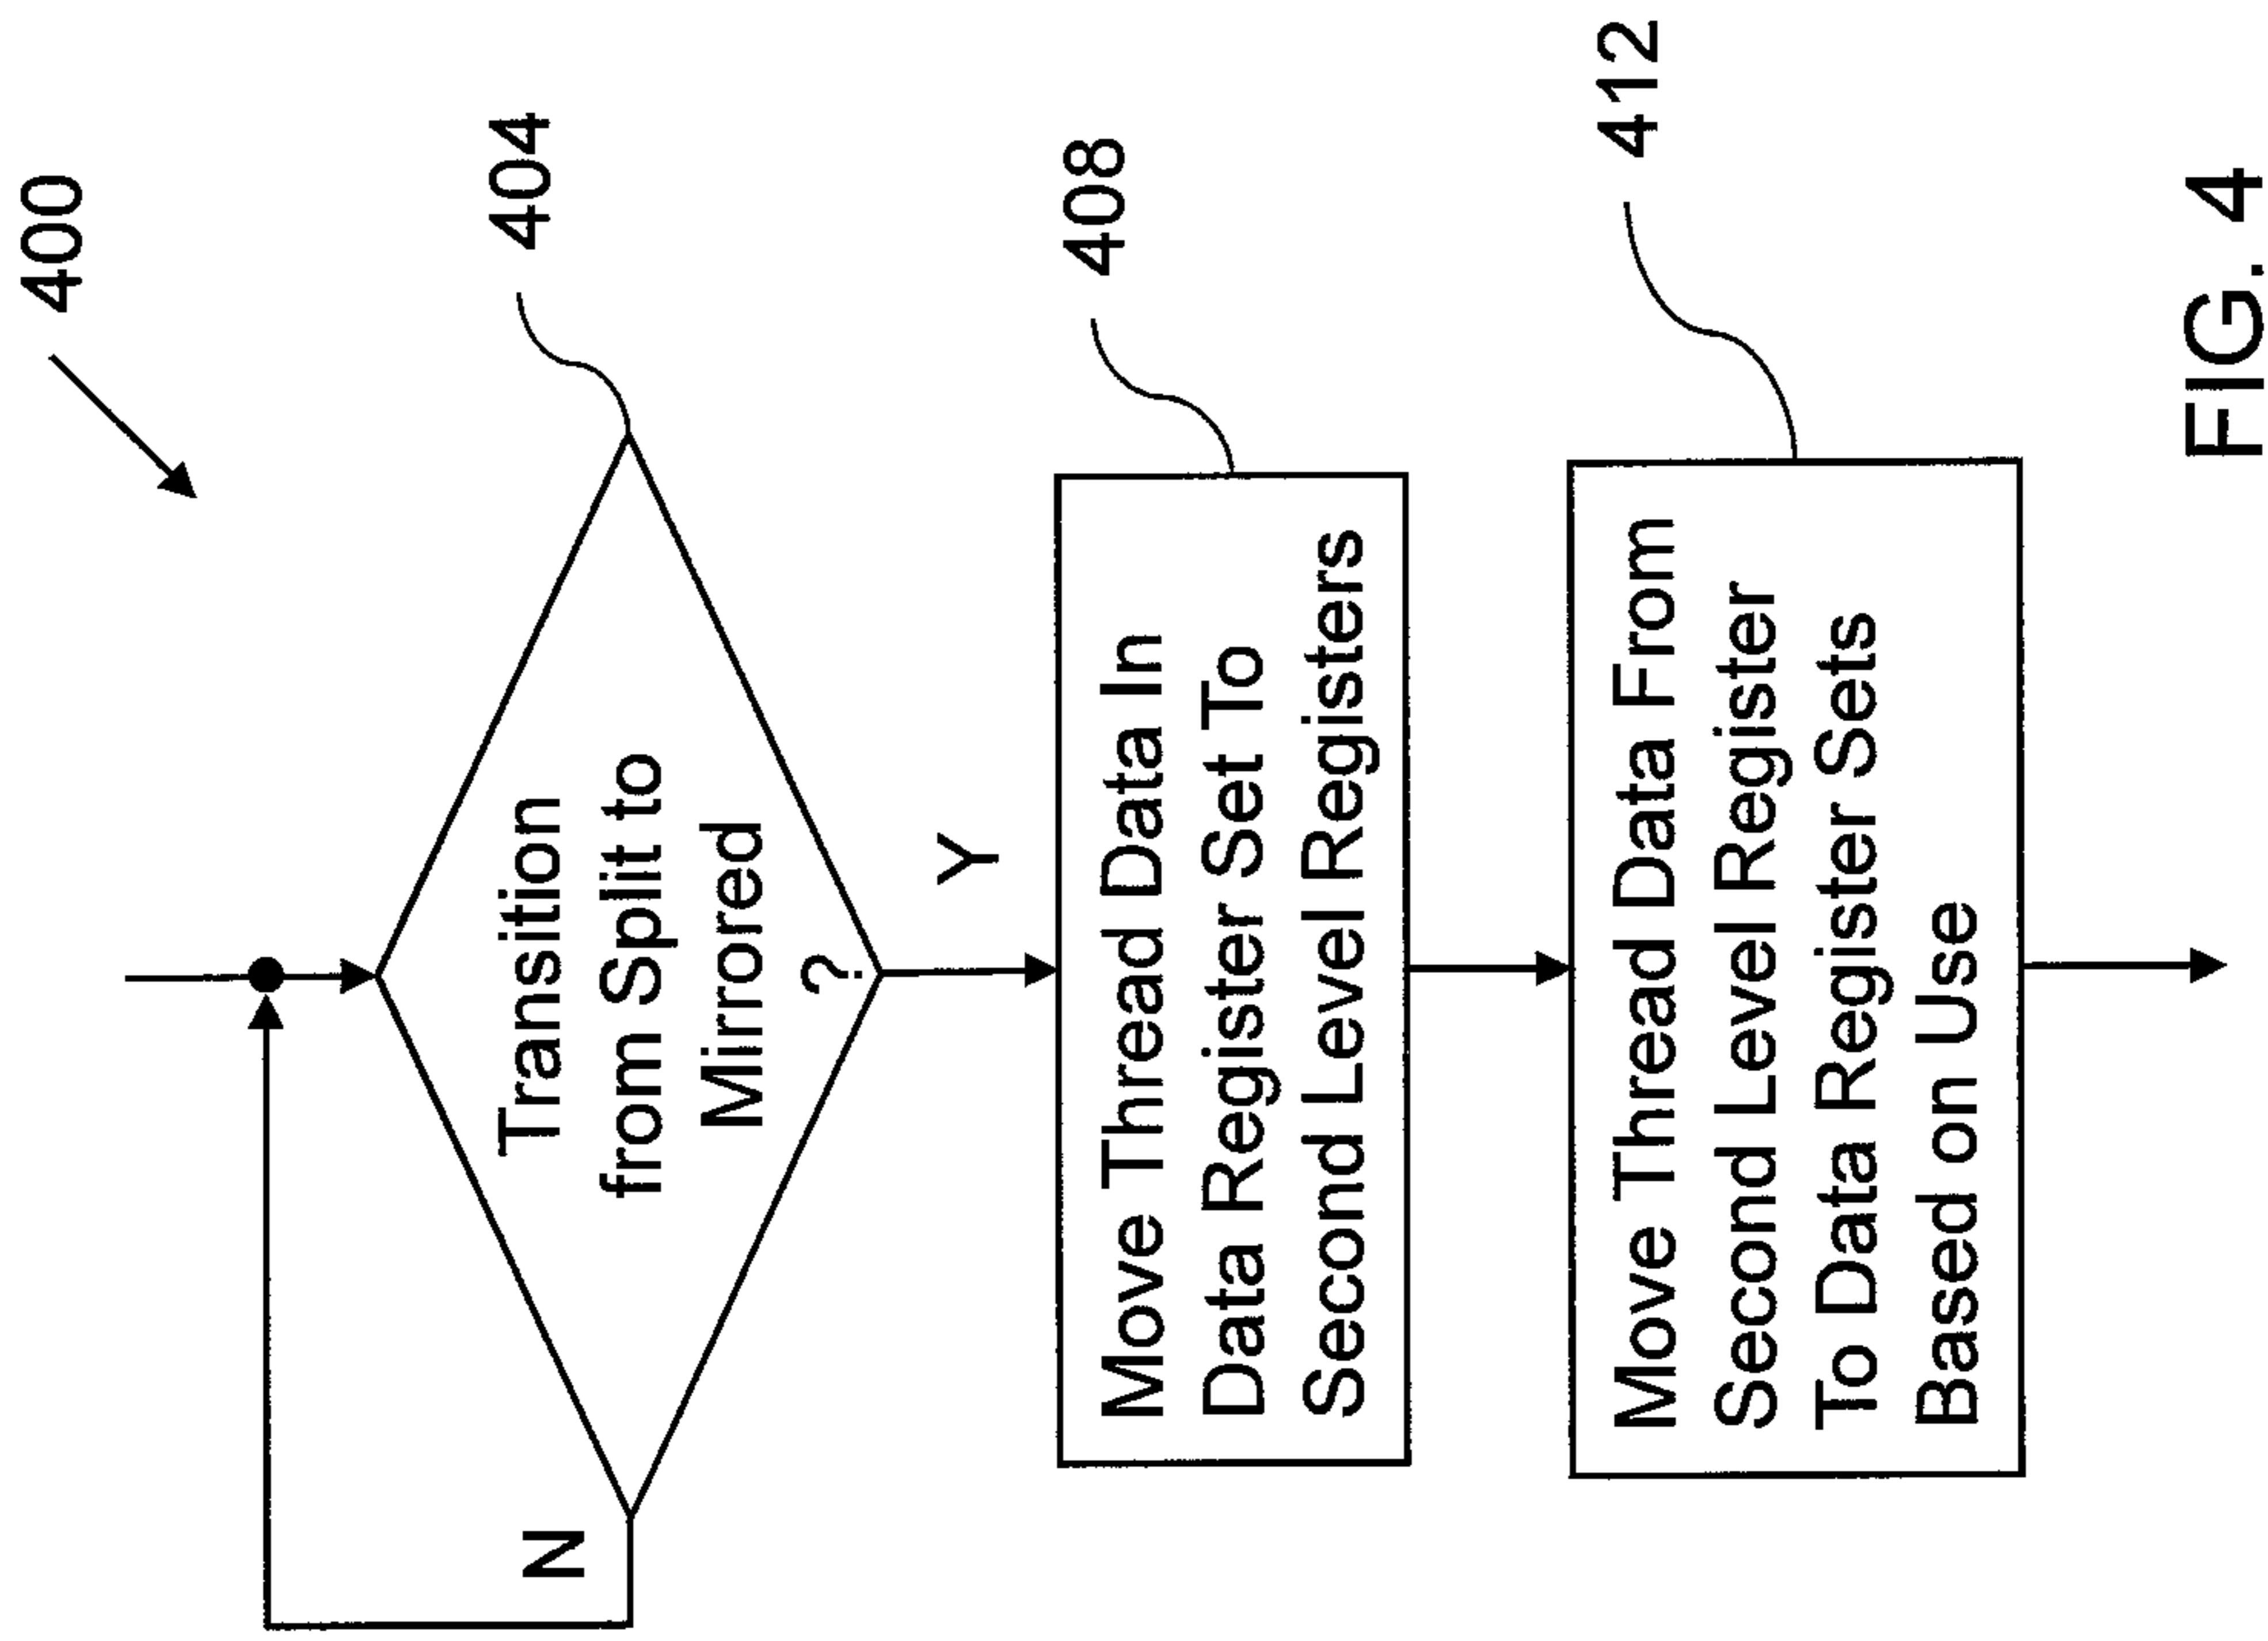 400
404
Transition
from Split to
Mirrored
?
N
Y
408
Move Thread Data In
Data Register Set To
Second Level Registers
412
Move Thread Data From
Second Level Register
To Data Register Sets
Based on Use
FIG. 4